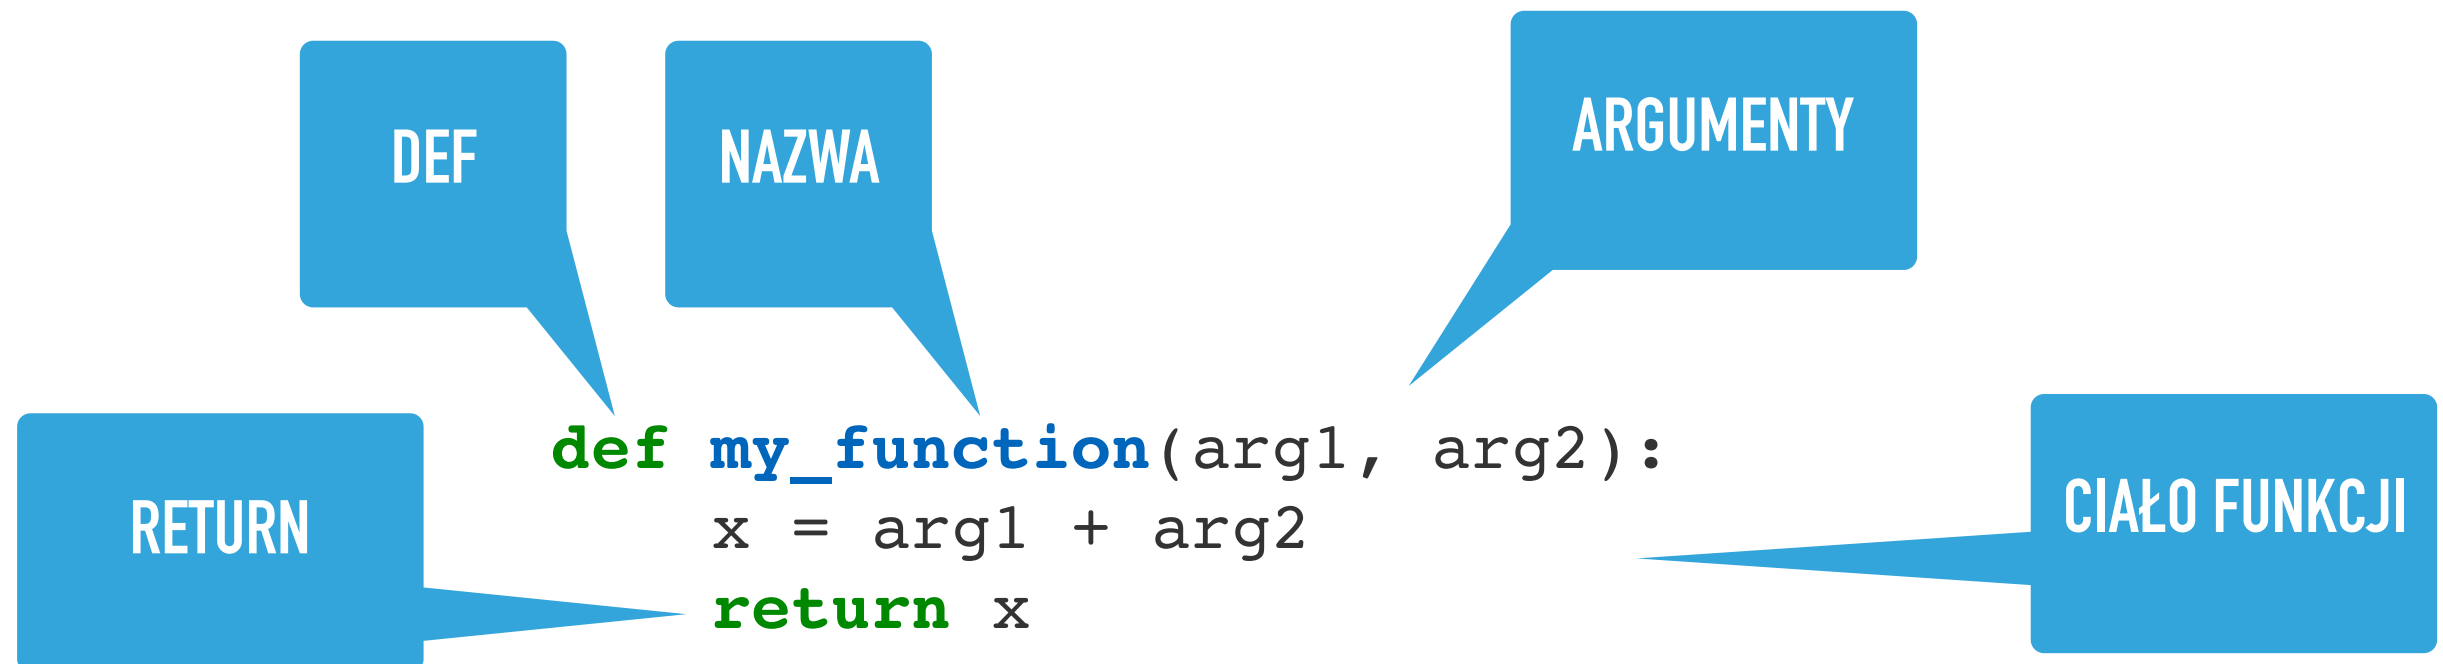 DEF
NAZWA
ARGUMENTY
def my_function(arg1, arg2):
x = arg1 + arg2
return x
RETURN
CIAŁO FUNKCJI